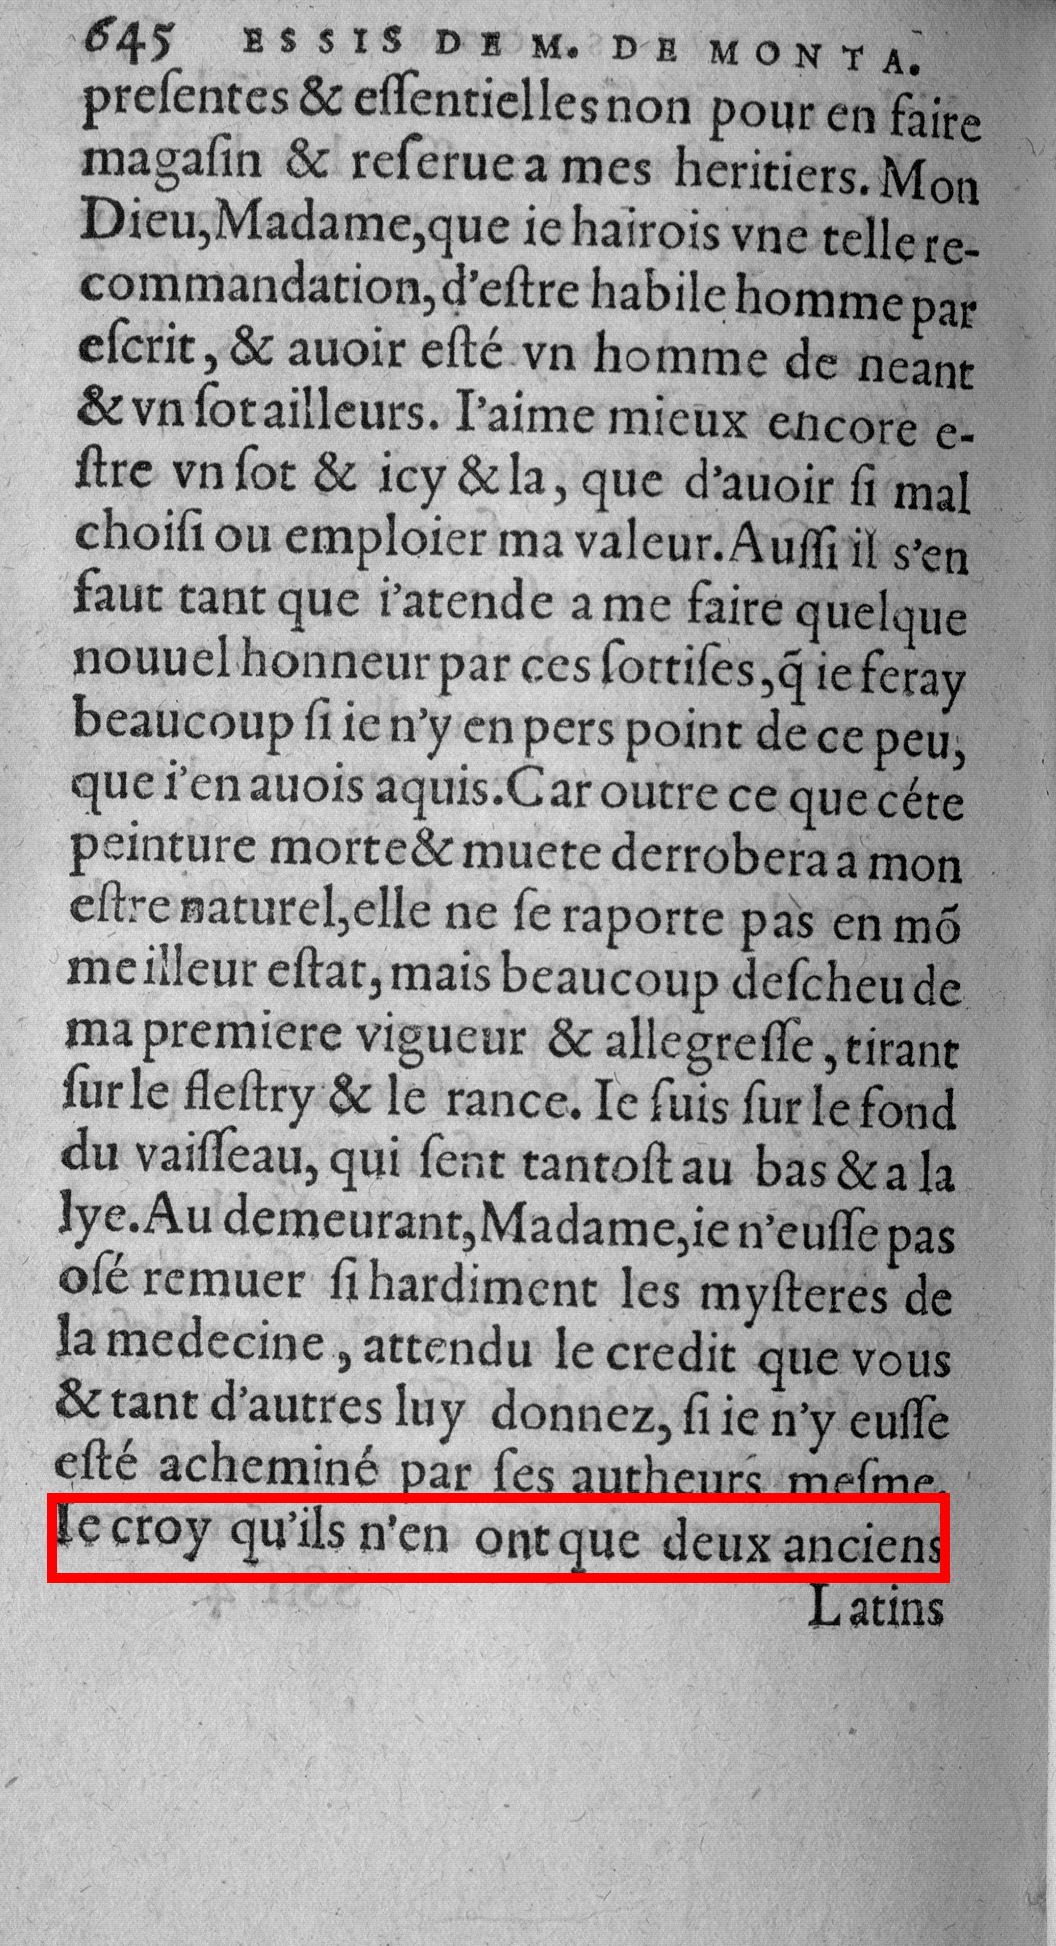 645 ESSIS DE M. DE MONTA.
preſentes & eſſentielles non pour en faire
magaſin & reſerue a mes heritiers. Mon
Dieu, Madame, que ie hairois vne telle re-
commandation, d'eſtre habile homme par
eſcrit, & auoir eſté vn homme de neant
& vn ſot ailleurs. I'aime mieux encore e-
ſtre vn ſot & icy & la, que d'auoir ſi mal
choiſi ou emploier ma valeur. Auſſi il s'en
faut tant que i'atende a me faire quelque
nouuel honneur par ces ſottiſes, q̃ ie feray
beaucoup ſi ie n'y en pers point de ce peu,
que i'en auois aquis. Car outre ce que céte
peinture morte & muete derrobera a mon
eſtre naturel, elle ne ſe raporte pas en mõ
meilleur eſtat, mais beaucoup deſcheu de
ma premiere vigueur & allegreſſe, tirant
ſur le fleſtry & le rance. Ie ſuis ſur le fond
du vaiſſeau, qui ſent tantoſt au bas & a la
lye. Au demeurant, Madame, ie n'euſſe pas
oſé remuer ſi hardiment les myſteres de
la medecine, attendu le credit que vous
& tant d'autres luy donnez, ſi ie n'y euſſe
eſté acheminé par ſes autheurs meſme.
Ie croy qu'ils n'en ont que deux anciens
Latins